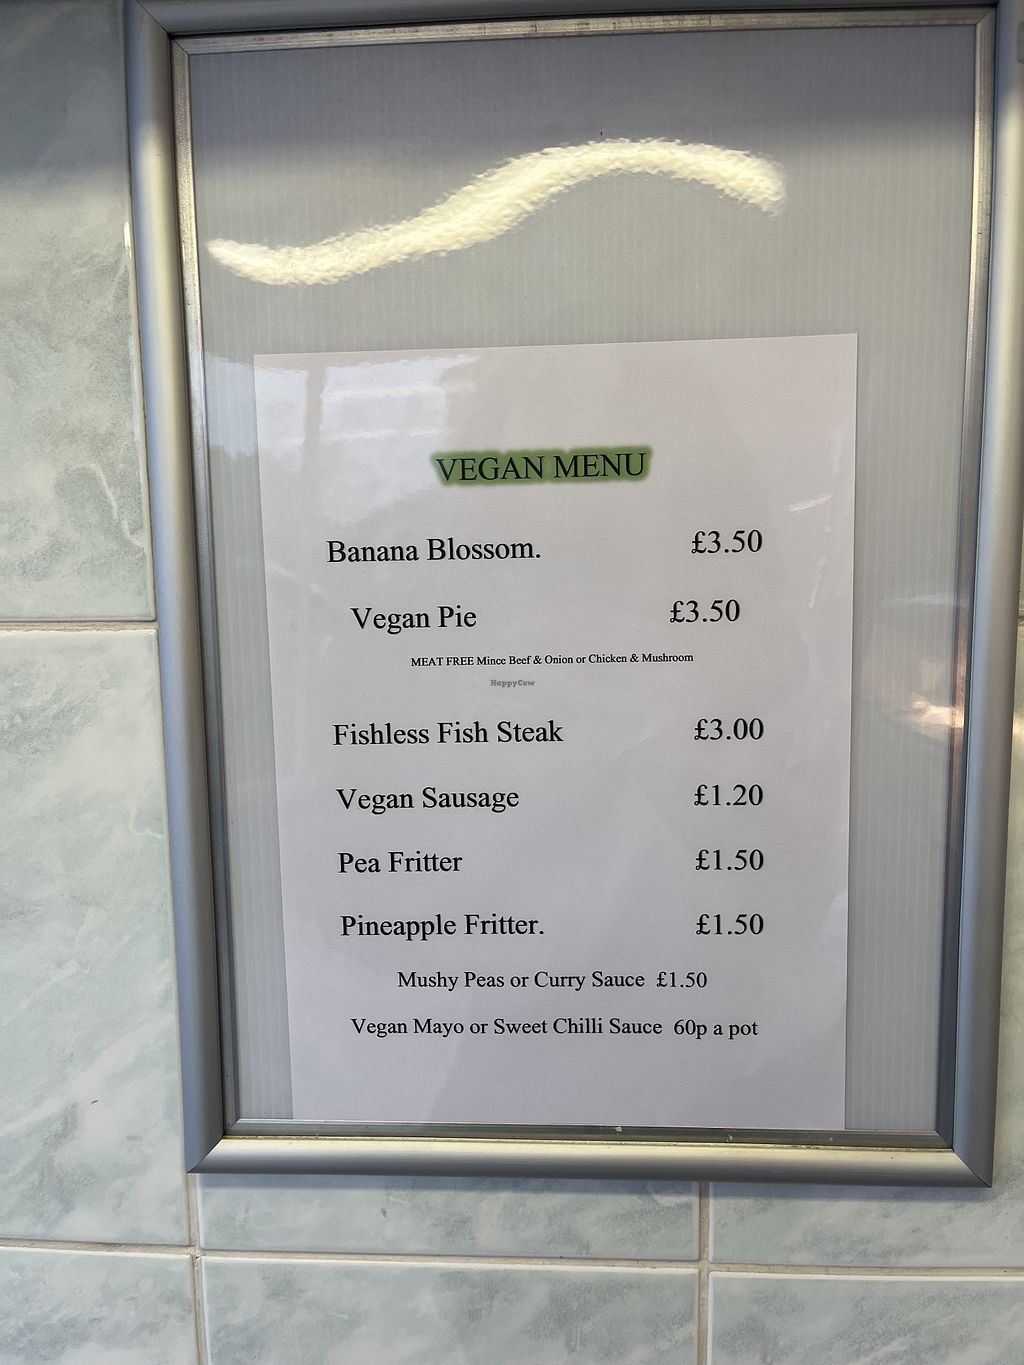 VEGAN MENU
Banana Blossom. £3.50
Vegan Pie £3.50
MEAT FREE Mince Beef & Onion or Chicken & Mushroom
HappyCow
Fishless Fish Steak £3.00
Vegan Sausage £1.20
Pea Fritter £1.50
Pineapple Fritter. £1.50
Mushy Peas or Curry Sauce £1.50
Vegan Mayo or Sweet Chilli Sauce 60p a pot